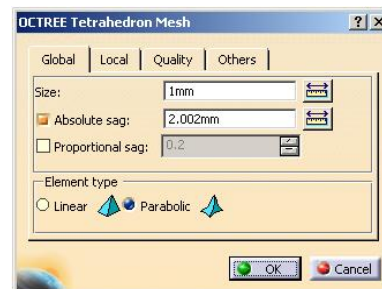 OCTREE Tetrahedron Mesh ? X
Global Local Quality Others
Size: 1mm
Absolute sag: 2.002mm
Proportional sag: 0.2
Element type
Linear Parabolic
OK Cancel